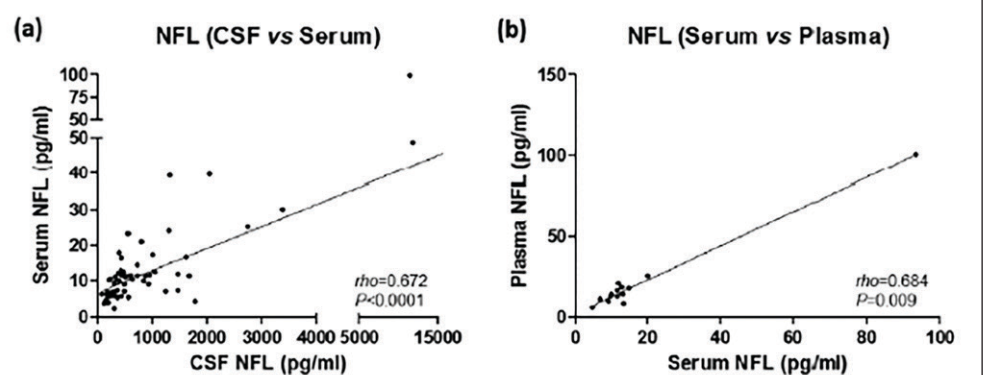 (a)
NFL (CSF vs Serum)
Serum NFL (pg/ml)
100
75
50
50
40
30
20
10
0
0
1000
2000
3000
4000
5000
15000
CSF NFL (pg/ml)
rho=0.672
P<0.0001
(b)
NFL (Serum vs Plasma)
Plasma NFL (pg/ml)
150
100
50
0
0
20
40
60
80
100
Serum NFL (pg/ml)
rho=0.684
P=0.009